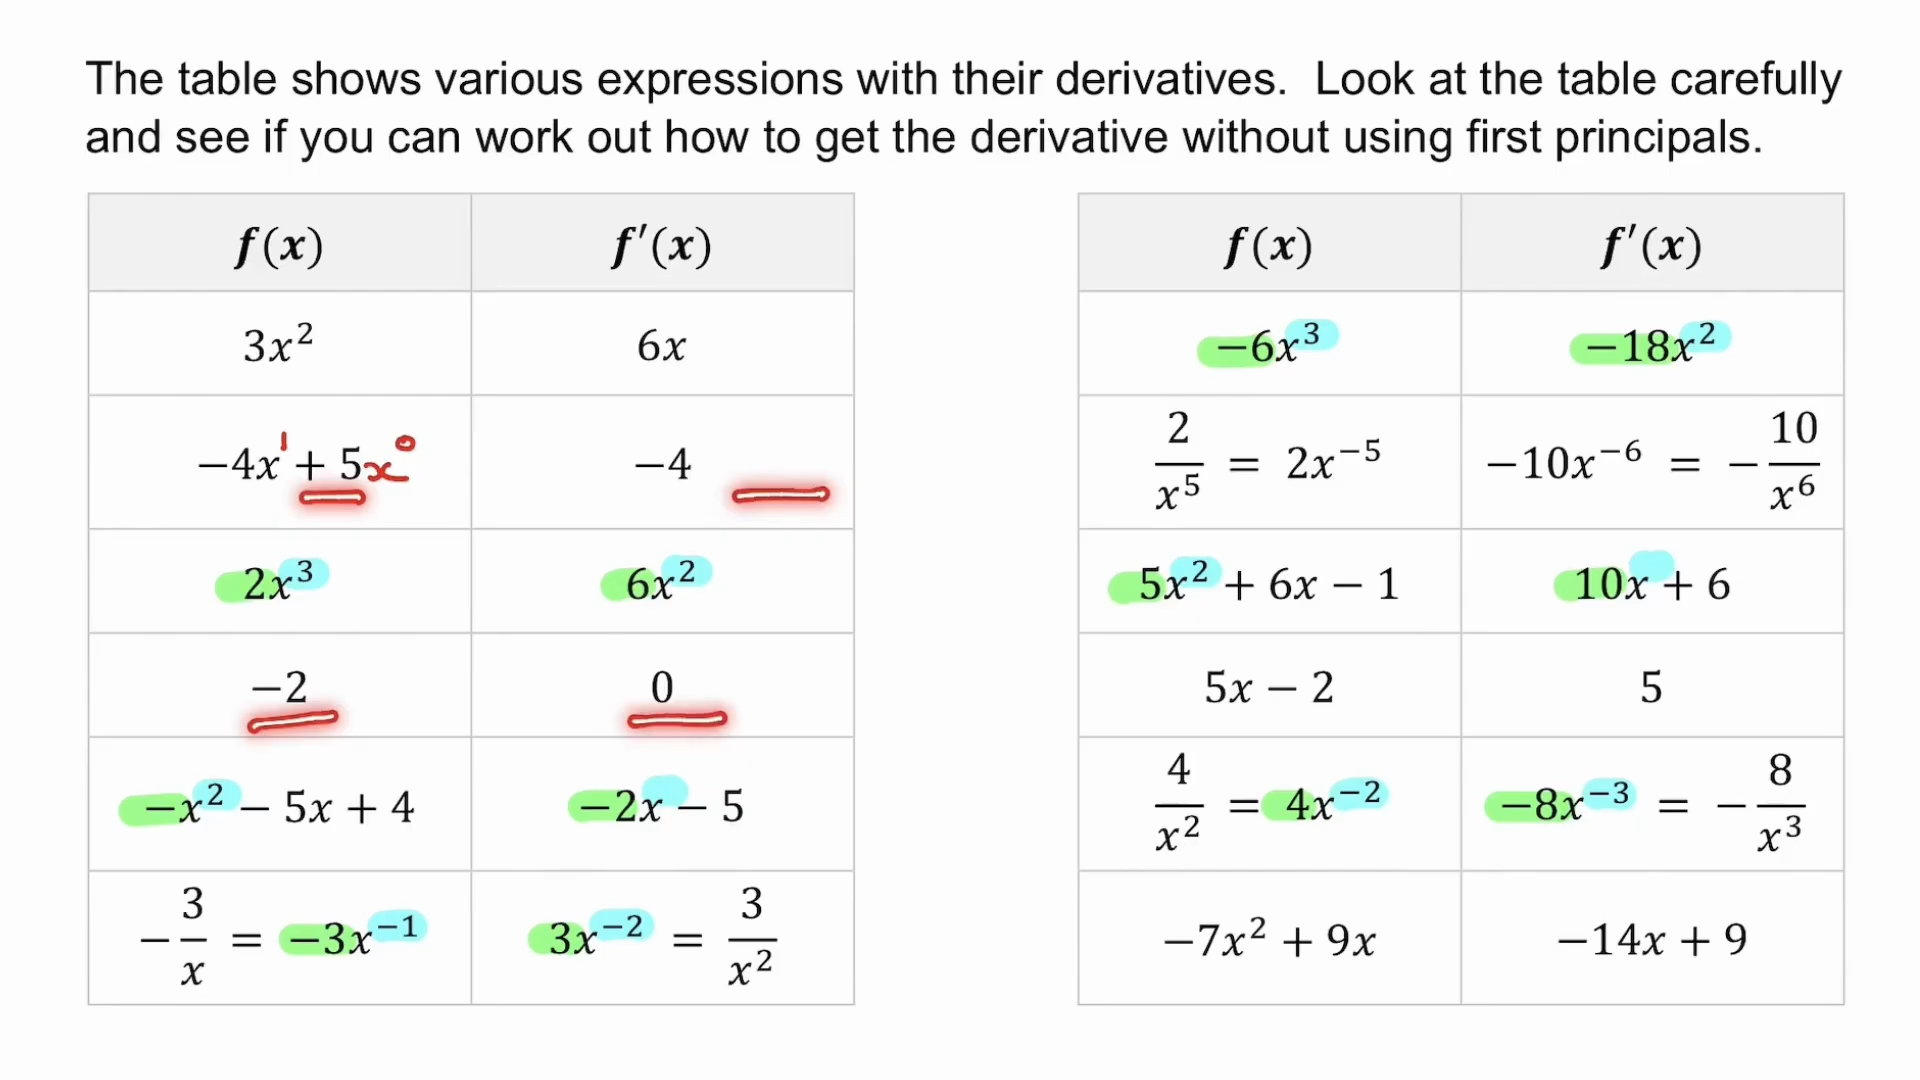 The table shows various expressions with their derivatives.  Look at the table carefully
and see if you can work out how to get the derivative without using first principals.
f(x) f′(x)
3x² 6x
−4x¹ + 5x⁰ −4
2x³ 6x²
−2 0
−x² − 5x + 4 −2x − 5
−3/x = −3x⁻¹ 3x⁻² = 3/x²
f(x) f′(x)
−6x³ −18x²
2/x⁵ = 2x⁻⁵ −10x⁻⁶ = −10/x⁶
5x² + 6x − 1 10x + 6
5x − 2 5
4/x² = 4x⁻² −8x⁻³ = −8/x³
−7x² + 9x −14x + 9